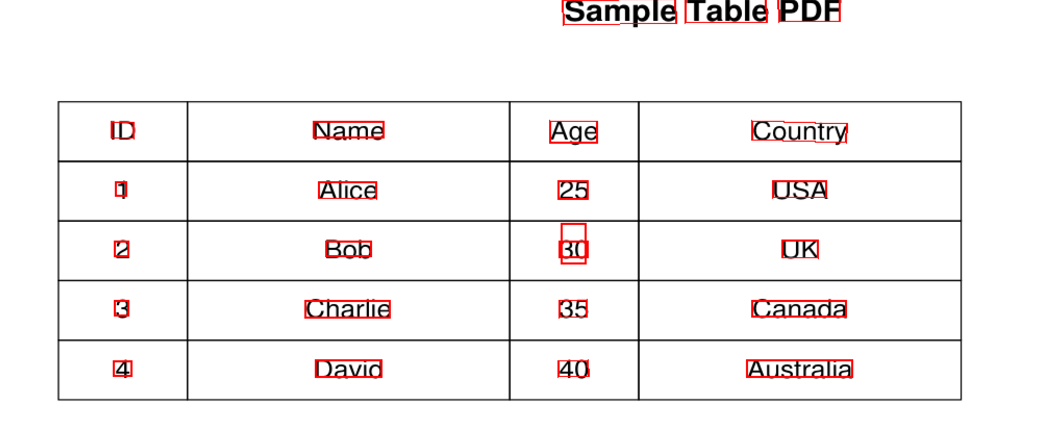 Sample Table PDF
ID Name Age Country
1 Alice 25 USA
2 Bob 30 UK
3 Charlie 35 Canada
4 David 40 Australia